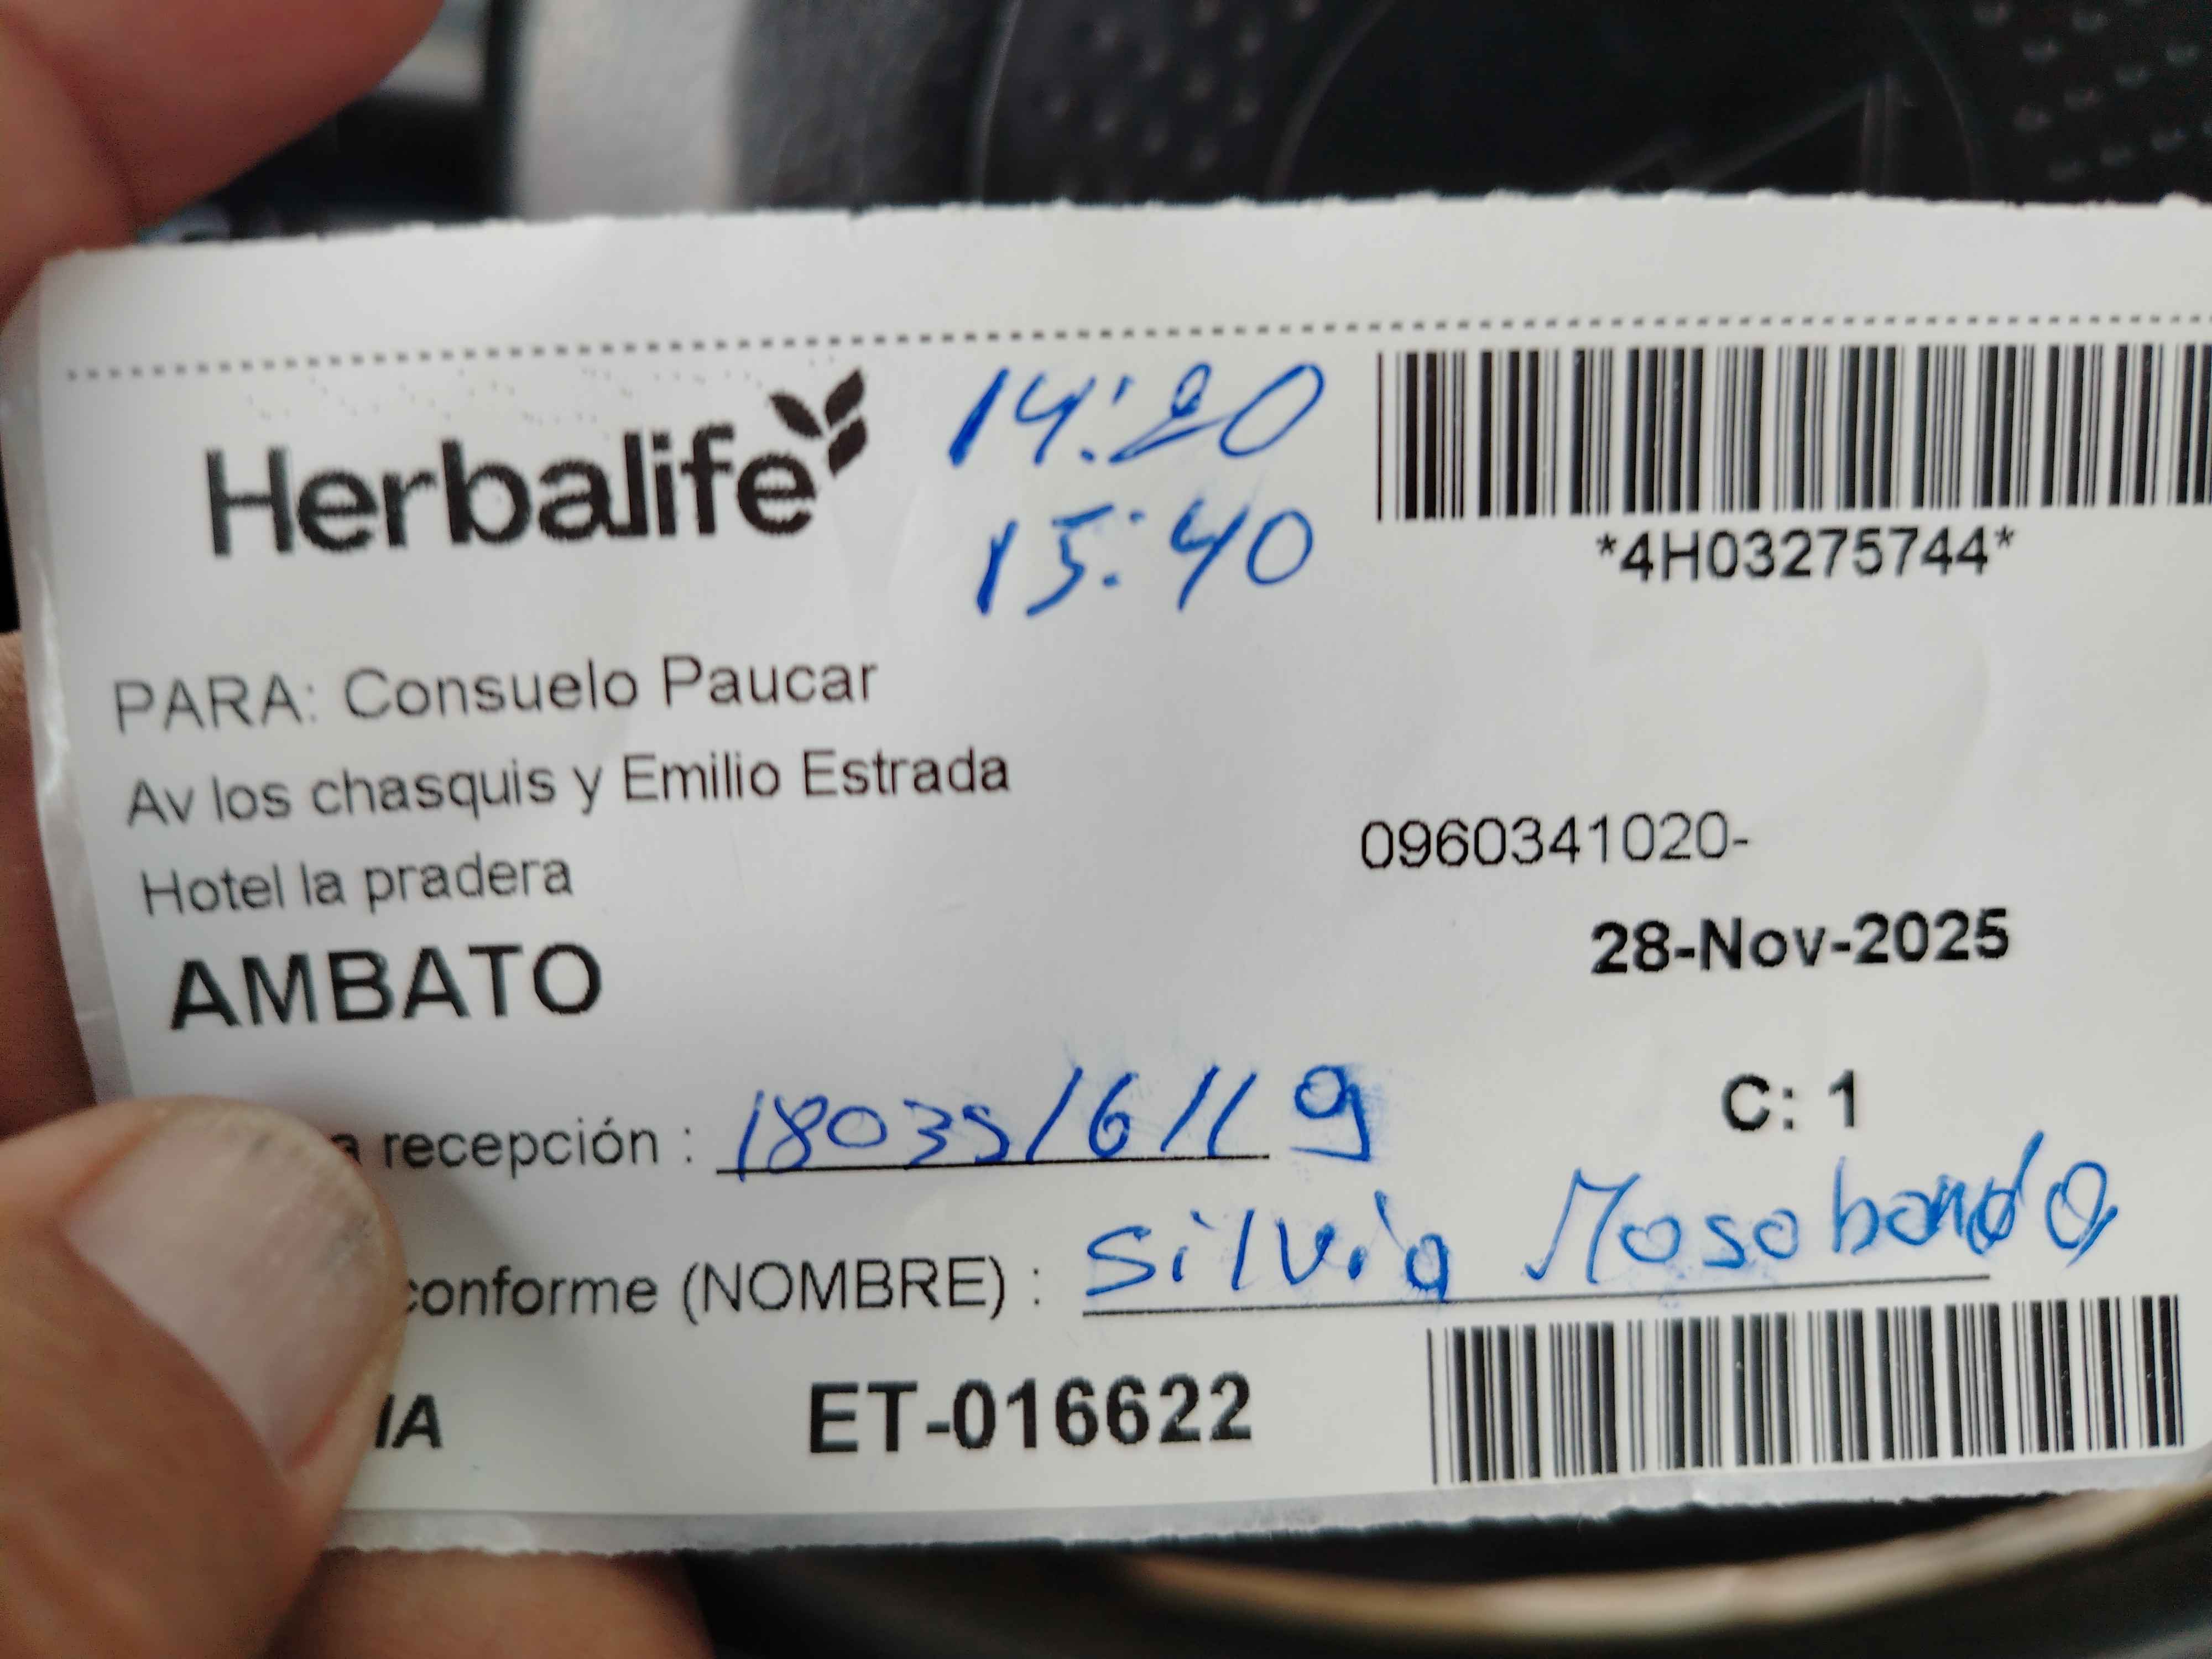 Herbalife
14:20
15:40
*4H03275744*
PARA: Consuelo Paucar
Av los chasquis y Emilio Estrada
Hotel la pradera
0960341020-
AMBATO
28-Nov-2025
C: 1
a recepción : 1803516119
conforme (NOMBRE) : Silvia Masabanda
IA
ET-016622